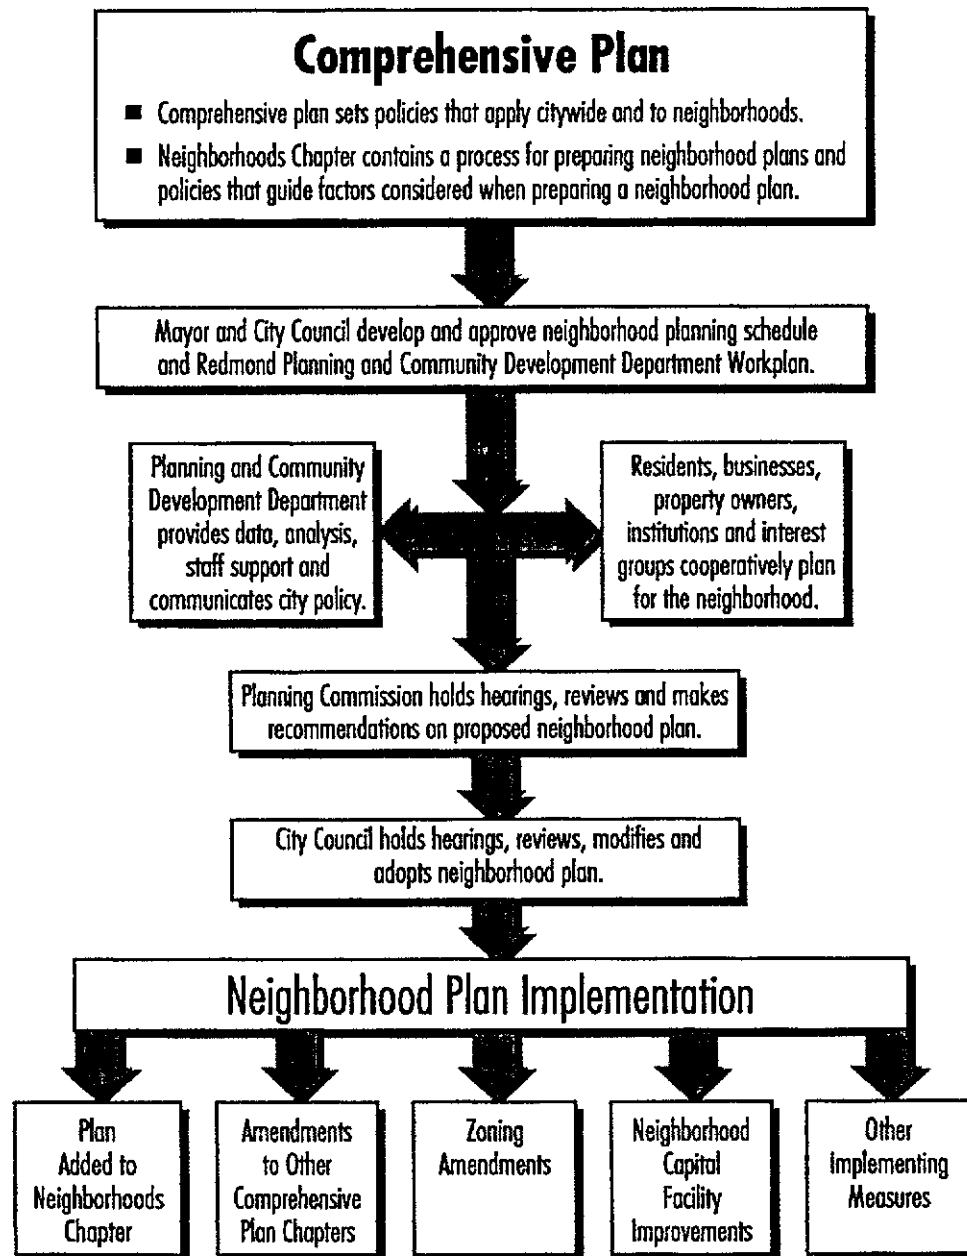 Comprehensive Plan
■ Comprehensive plan sets policies that apply citywide and to neighborhoods.
■ Neighborhoods Chapter contains a process for preparing neighborhood plans and
policies that guide factors considered when preparing a neighborhood plan.
Mayor and City Council develop and approve neighborhood planning schedule
and Redmond Planning and Community Development Department Workplan.
Planning and Community
Development Department
provides data, analysis,
staff support and
communicates city policy.
Residents, businesses,
property owners,
institutions and interest
groups cooperatively plan
for the neighborhood.
Planning Commission holds hearings, reviews and makes
recommendations on proposed neighborhood plan.
City Council holds hearings, reviews, modifies and
adopts neighborhood plan.
Neighborhood Plan Implementation
Plan
Added to
Neighborhoods
Chapter
Amendments
to Other
Comprehensive
Plan Chapters
Zoning
Amendments
Neighborhood
Capital
Facility
Improvements
Other
Implementing
Measures